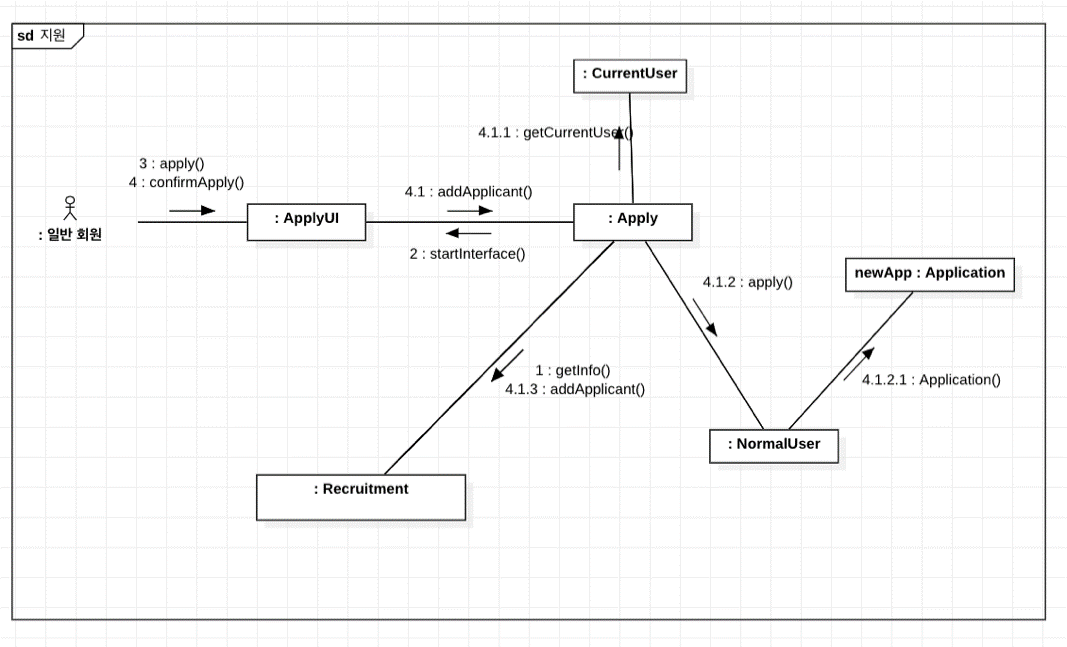 sd 지원
: CurrentUser
4.1.1 : getCurrentUser()
3 : apply()
4 : confirmApply()
4.1 : addApplicant()
: 일반 회원
: ApplyUI
: Apply
2 : startInterface()
4.1.2 : apply()
newApp : Application
1 : getInfo()
4.1.3 : addApplicant()
4.1.2.1 : Application()
: NormalUser
: Recruitment